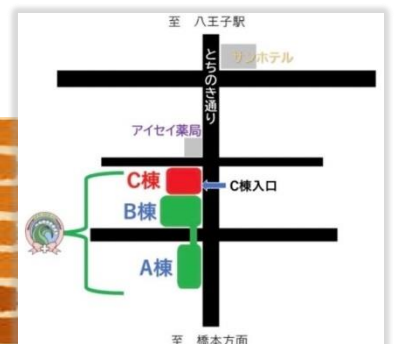 至 八王子駅
とちのき通り
サンホテル
アイセイ薬局
C棟
C棟入口
B棟
A棟
至 橋本方面